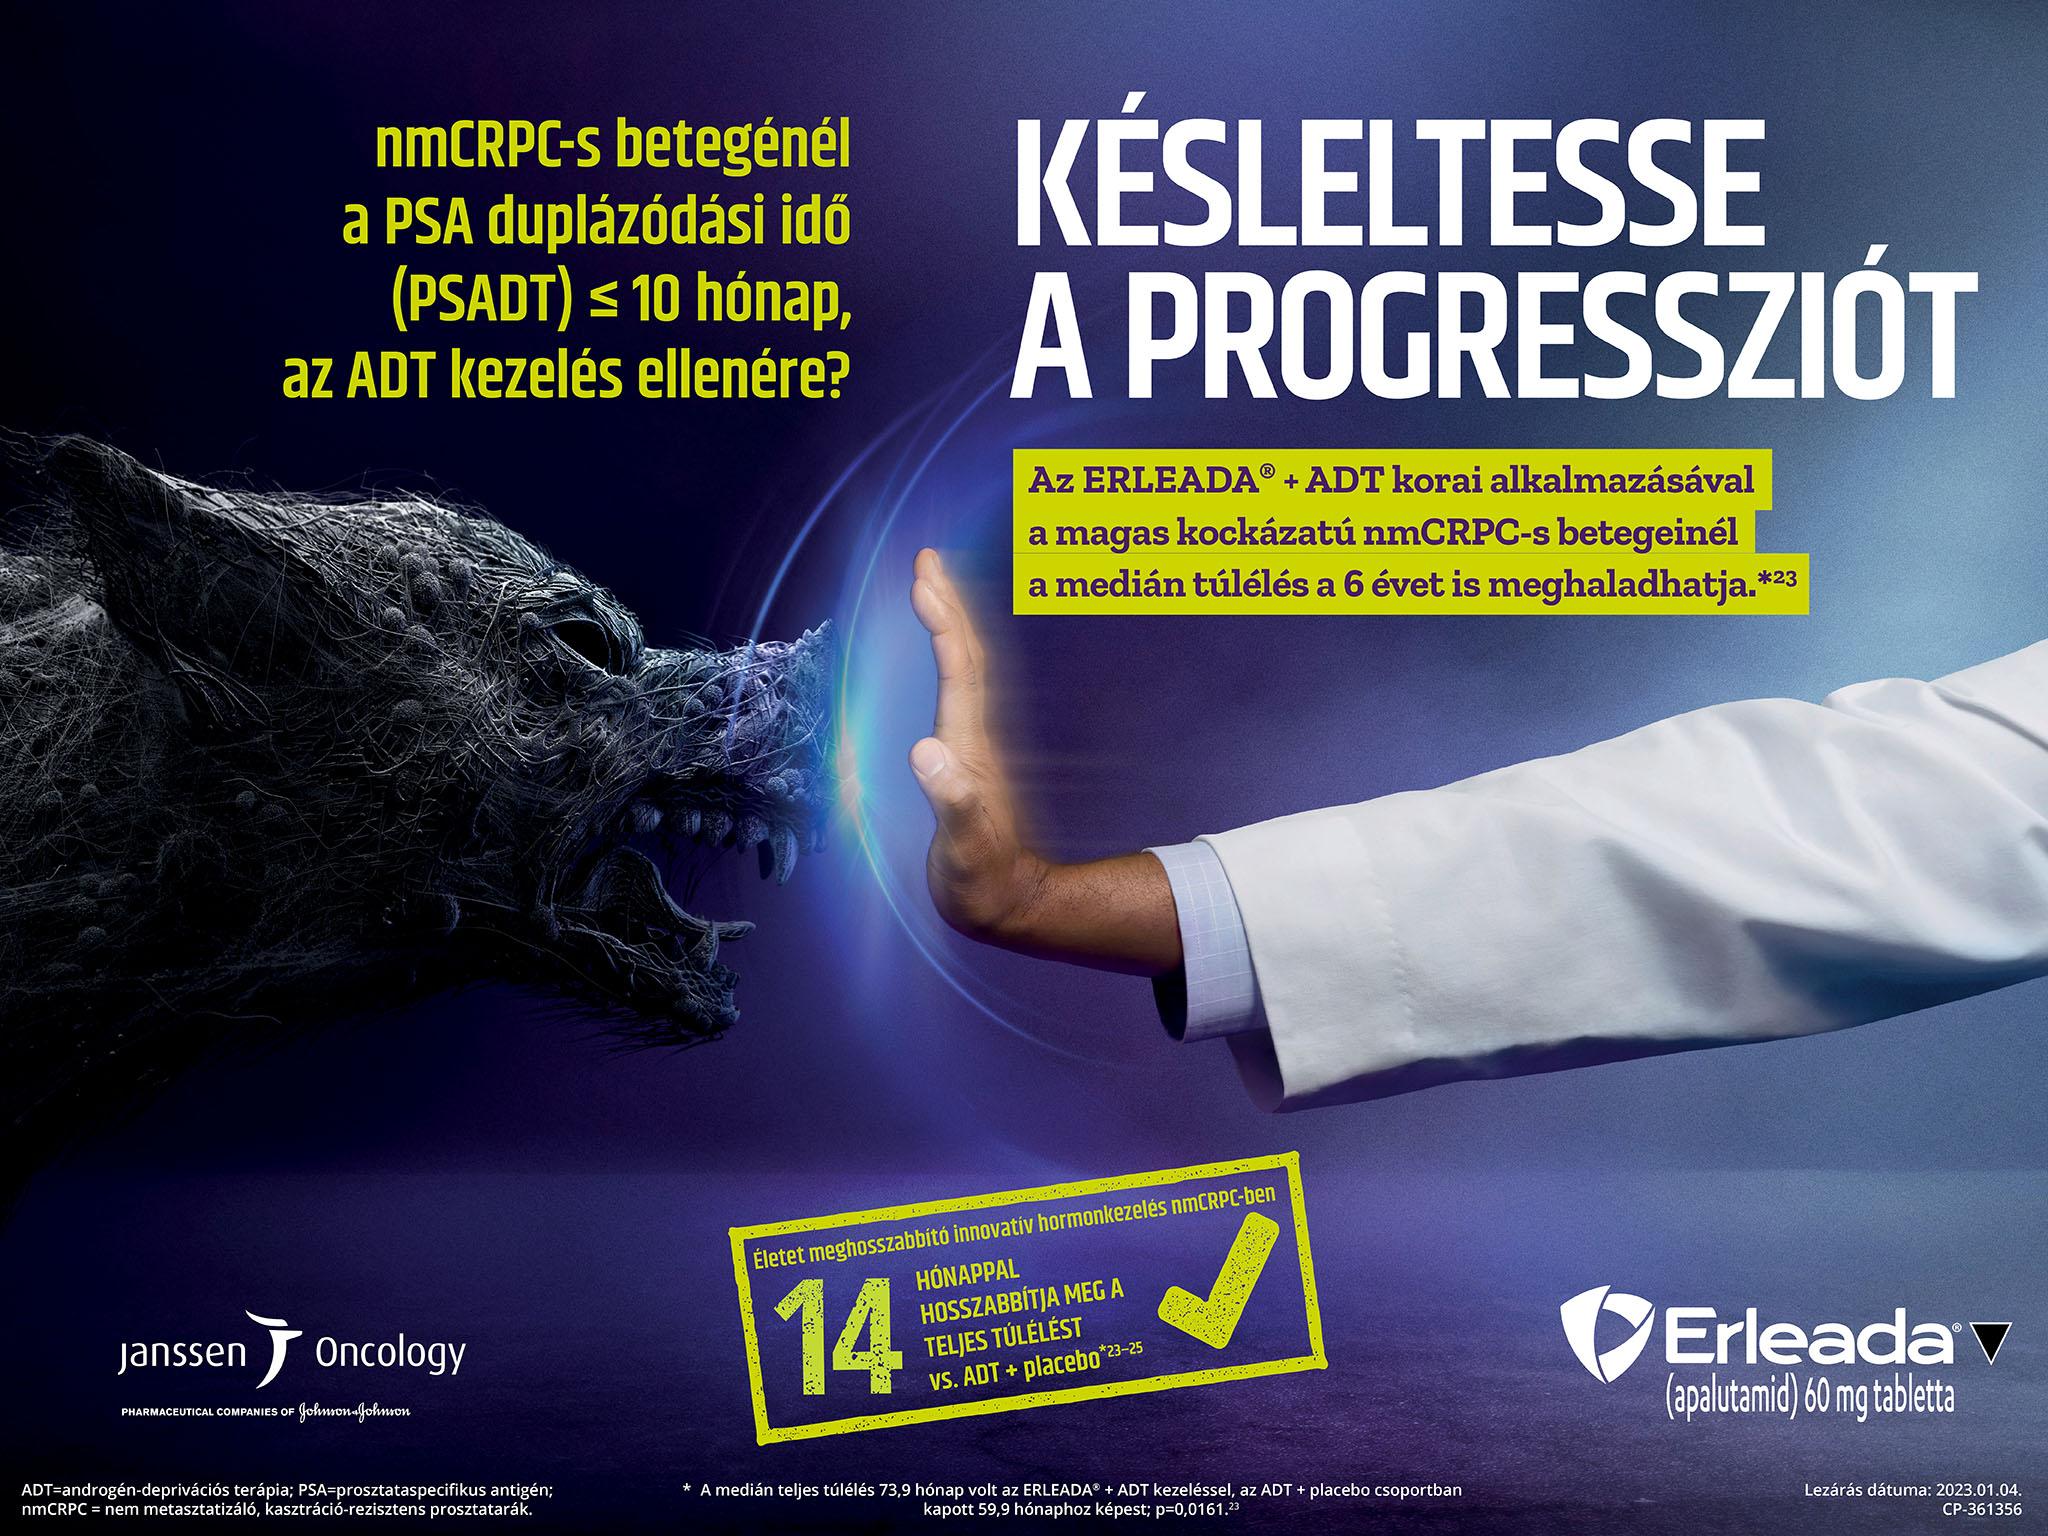 nmCRPC-s betegénél
a PSA duplázódási idő
(PSADT) ≤ 10 hónap,
az ADT kezelés ellenére?
KÉSLELTESSE
A PROGRESSZIÓT
Az ERLEADA® + ADT korai alkalmazásával
a magas kockázatú nmCRPC-s betegeinél
a medián túlélés a 6 évet is meghaladhatja.*23
Életet meghosszabbító innovatív hormonkezelés nmCRPC-ben
14
HÓNAPPAL
HOSSZABBÍTJA MEG A
TELJES TÚLÉLÉST
vs. ADT + placebo*23–25
janssen Oncology
PHARMACEUTICAL COMPANIES OF Johnson&Johnson
Erleada®
(apalutamid) 60 mg tabletta
ADT=androgén-deprivációs terápia; PSA=prosztataspecifikus antigén;
nmCRPC = nem metasztatizáló, kasztráció-rezisztens prosztatarák.
* A medián teljes túlélés 73,9 hónap volt az ERLEADA® + ADT kezeléssel, az ADT + placebo csoportban
kapott 59,9 hónaphoz képest; p=0,0161.23
Lezárás dátuma: 2023.01.04.
CP-361356